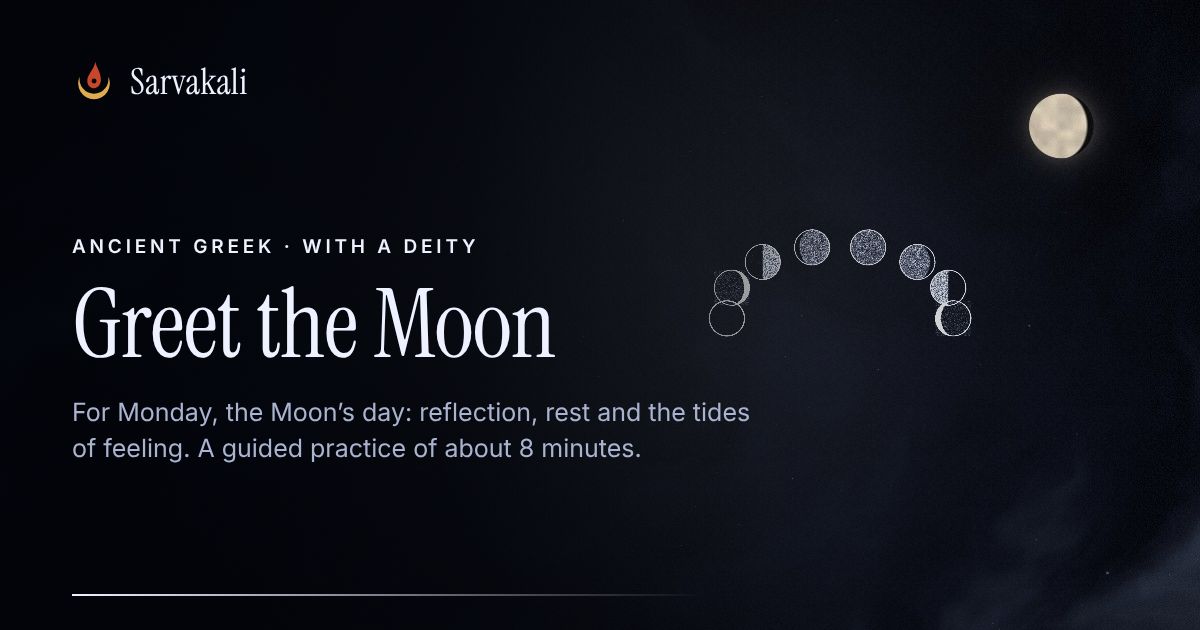 Sarvakali
ANCIENT GREEK · WITH A DEITY
Greet the Moon
For Monday, the Moon’s day: reflection, rest and the tides
of feeling. A guided practice of about 8 minutes.